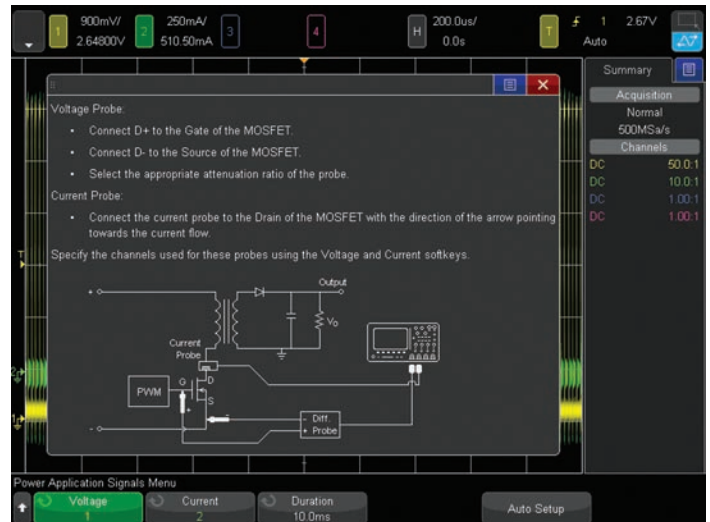 1 900mV/ 2.64800V 2 250mA/ 510.50mA 3 4 H 200.0us/ 0.0s T Auto 1 2.67V
Summary
Acquisition
Normal
500MSa/s
Channels
DC 50.0:1
DC 10.0:1
DC 1.00:1
DC 1.00:1
Voltage Probe:
• Connect D+ to the Gate of the MOSFET.
• Connect D- to the Source of the MOSFET.
• Select the appropriate attenuation ratio of the probe.
Current Probe:
• Connect the current probe to the Drain of the MOSFET with the direction of the arrow pointing
towards the current flow.
Specify the channels used for these probes using the Voltage and Current softkeys.
Output
+
Vo
Current
Probe
PWM
G
D
S
+
-
-
- Diff.
+ Probe
T
2
1
Power Application Signals Menu
Voltage
1
Current
2
Duration
10.0ms
Auto Setup